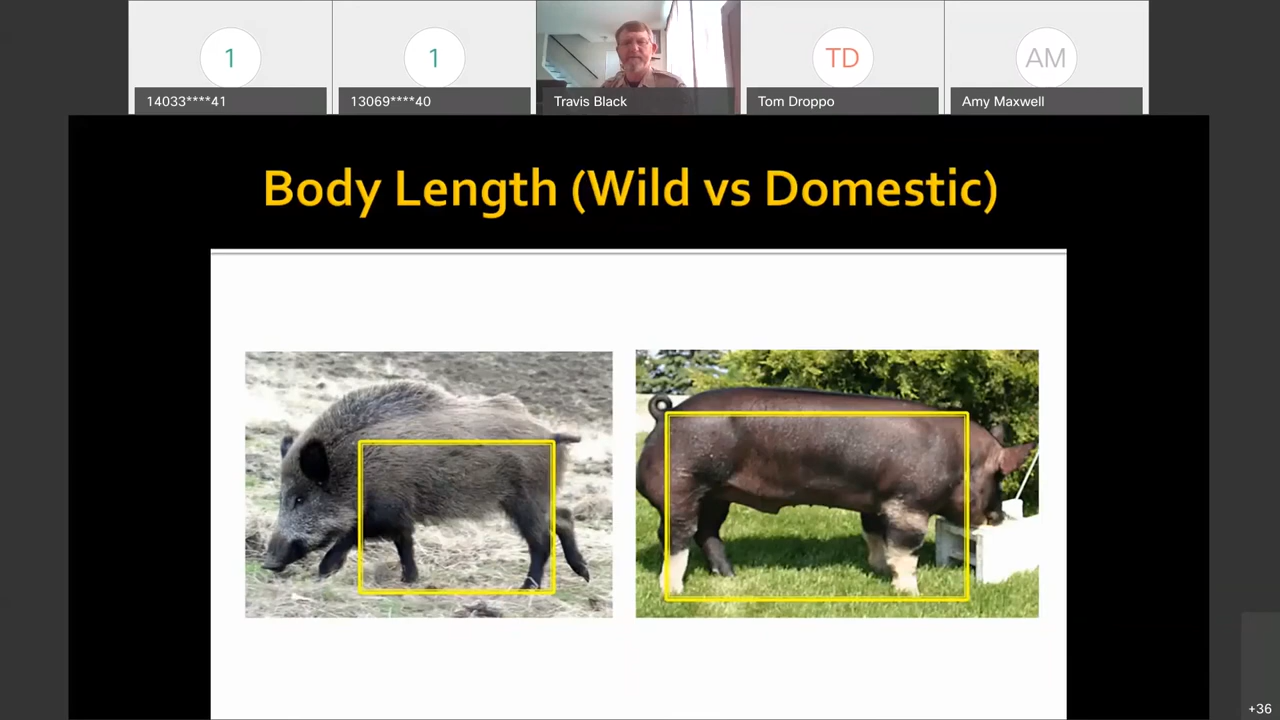 1
14033****41
1
13069****40
Travis Black
TD
Tom Droppo
AM
Amy Maxwell
Body Length (Wild vs Domestic)
+36